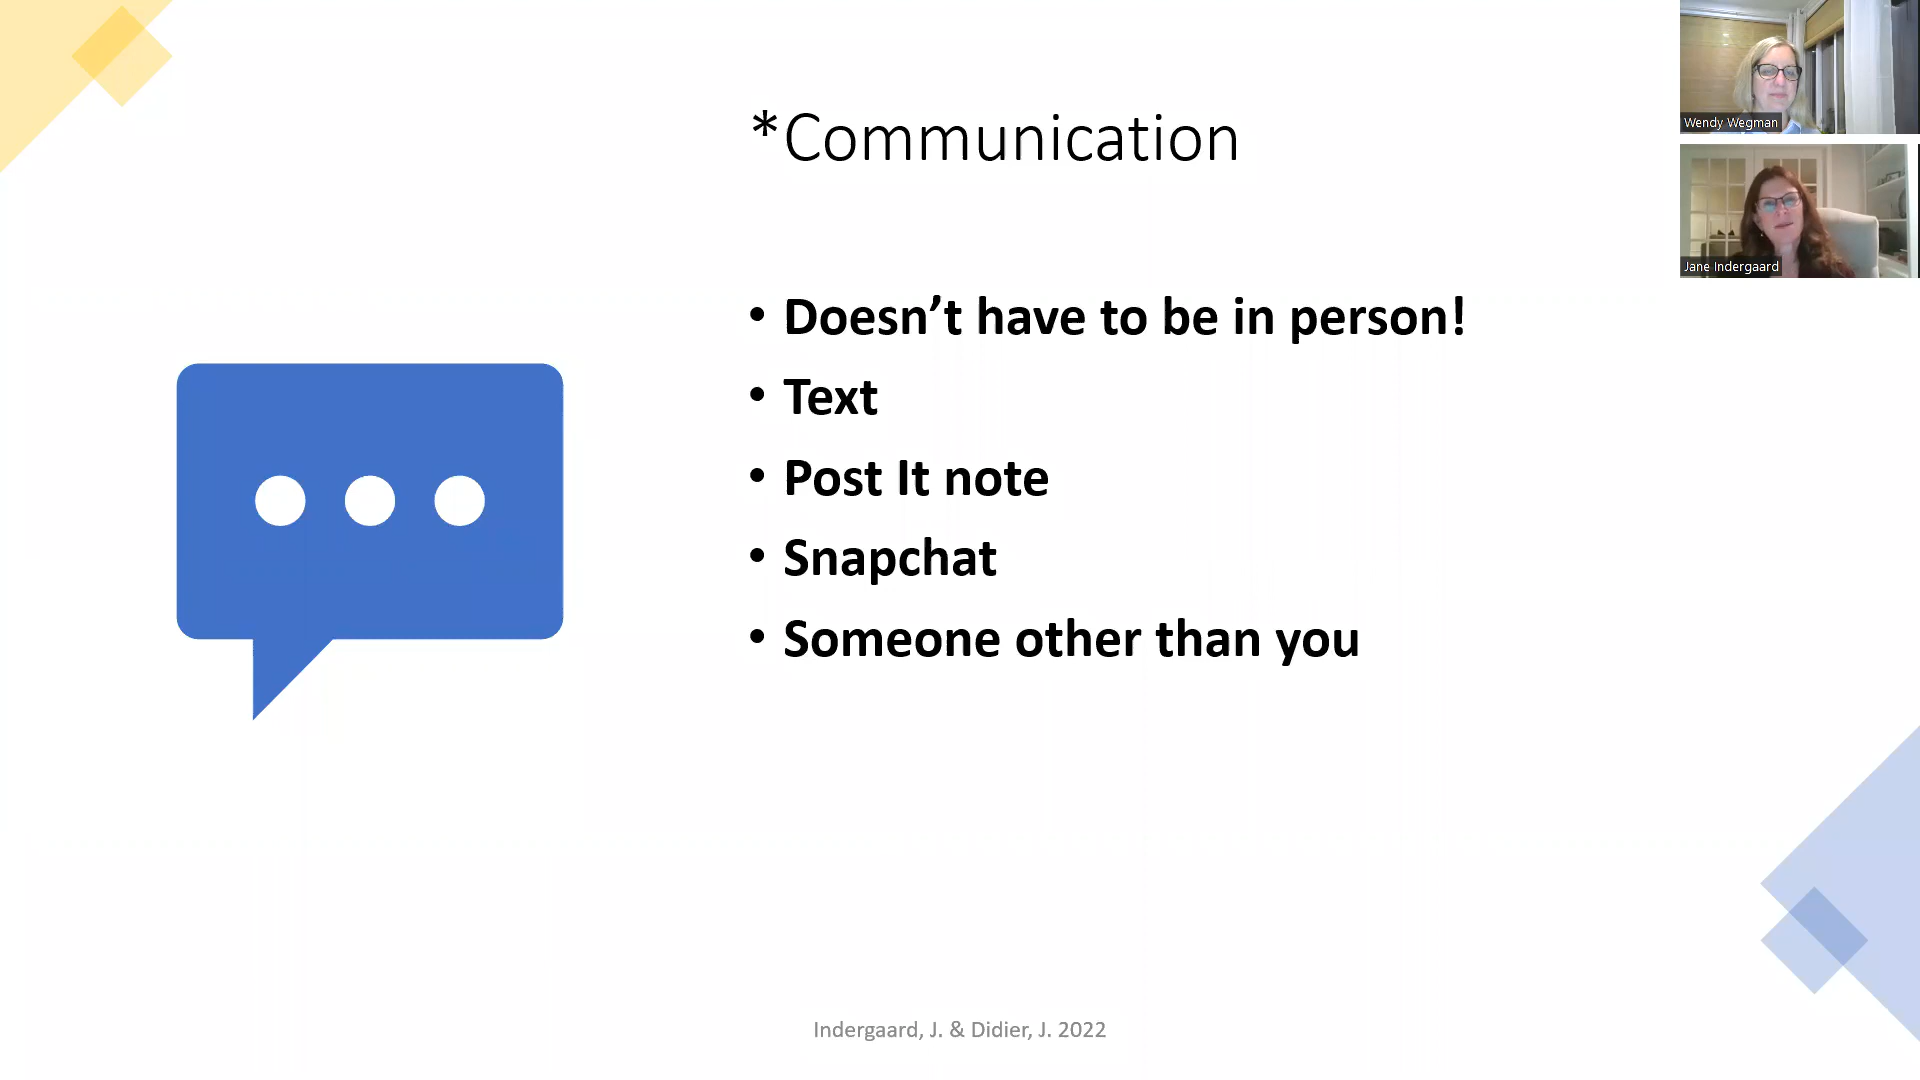 *Communication
• Doesn’t have to be in person!
• Text
• Post It note
• Snapchat
• Someone other than you
Indergaard, J. & Didier, J. 2022
Wendy Wegman
Jane Indergaard